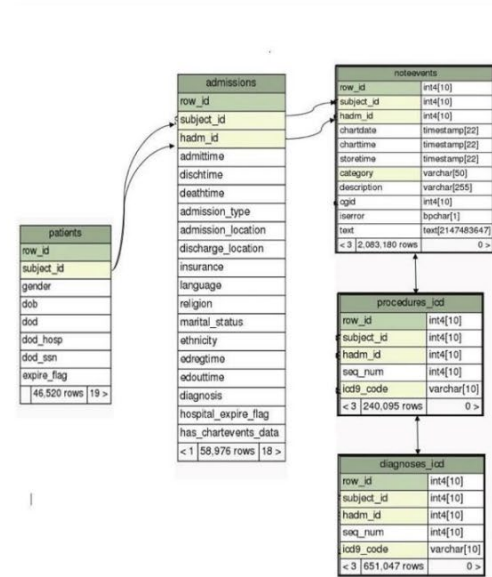 admissions
row_id
subject_id
hadm_id
admittime
dischtime
deathtime
admission_type
admission_location
discharge_location
insurance
language
religion
marital_status
ethnicity
edregtime
edouttime
diagnosis
hospital_expire_flag
has_chartevents_data
< 1 58,976 rows 18 >
patients
row_id
subject_id
gender
dob
dod
dod_hosp
dod_ssn
expire_flag
46,520 rows 19 >
noteevents
row_id int4[10]
subject_id int4[10]
hadm_id int4[10]
chartdate timestamp[22]
charttime timestamp[22]
storetime timestamp[22]
category varchar[50]
description varchar[255]
cgid int4[10]
iserror bpchar[1]
text text[2147483647]
< 3 2,083,180 rows 0 >
procedures_icd
row_id int4[10]
subject_id int4[10]
hadm_id int4[10]
seq_num int4[10]
icd9_code varchar[10]
< 3 240,095 rows 0 >
diagnoses_icd
row_id int4[10]
subject_id int4[10]
hadm_id int4[10]
seq_num int4[10]
icd9_code varchar[10]
< 3 651,047 rows 0 >